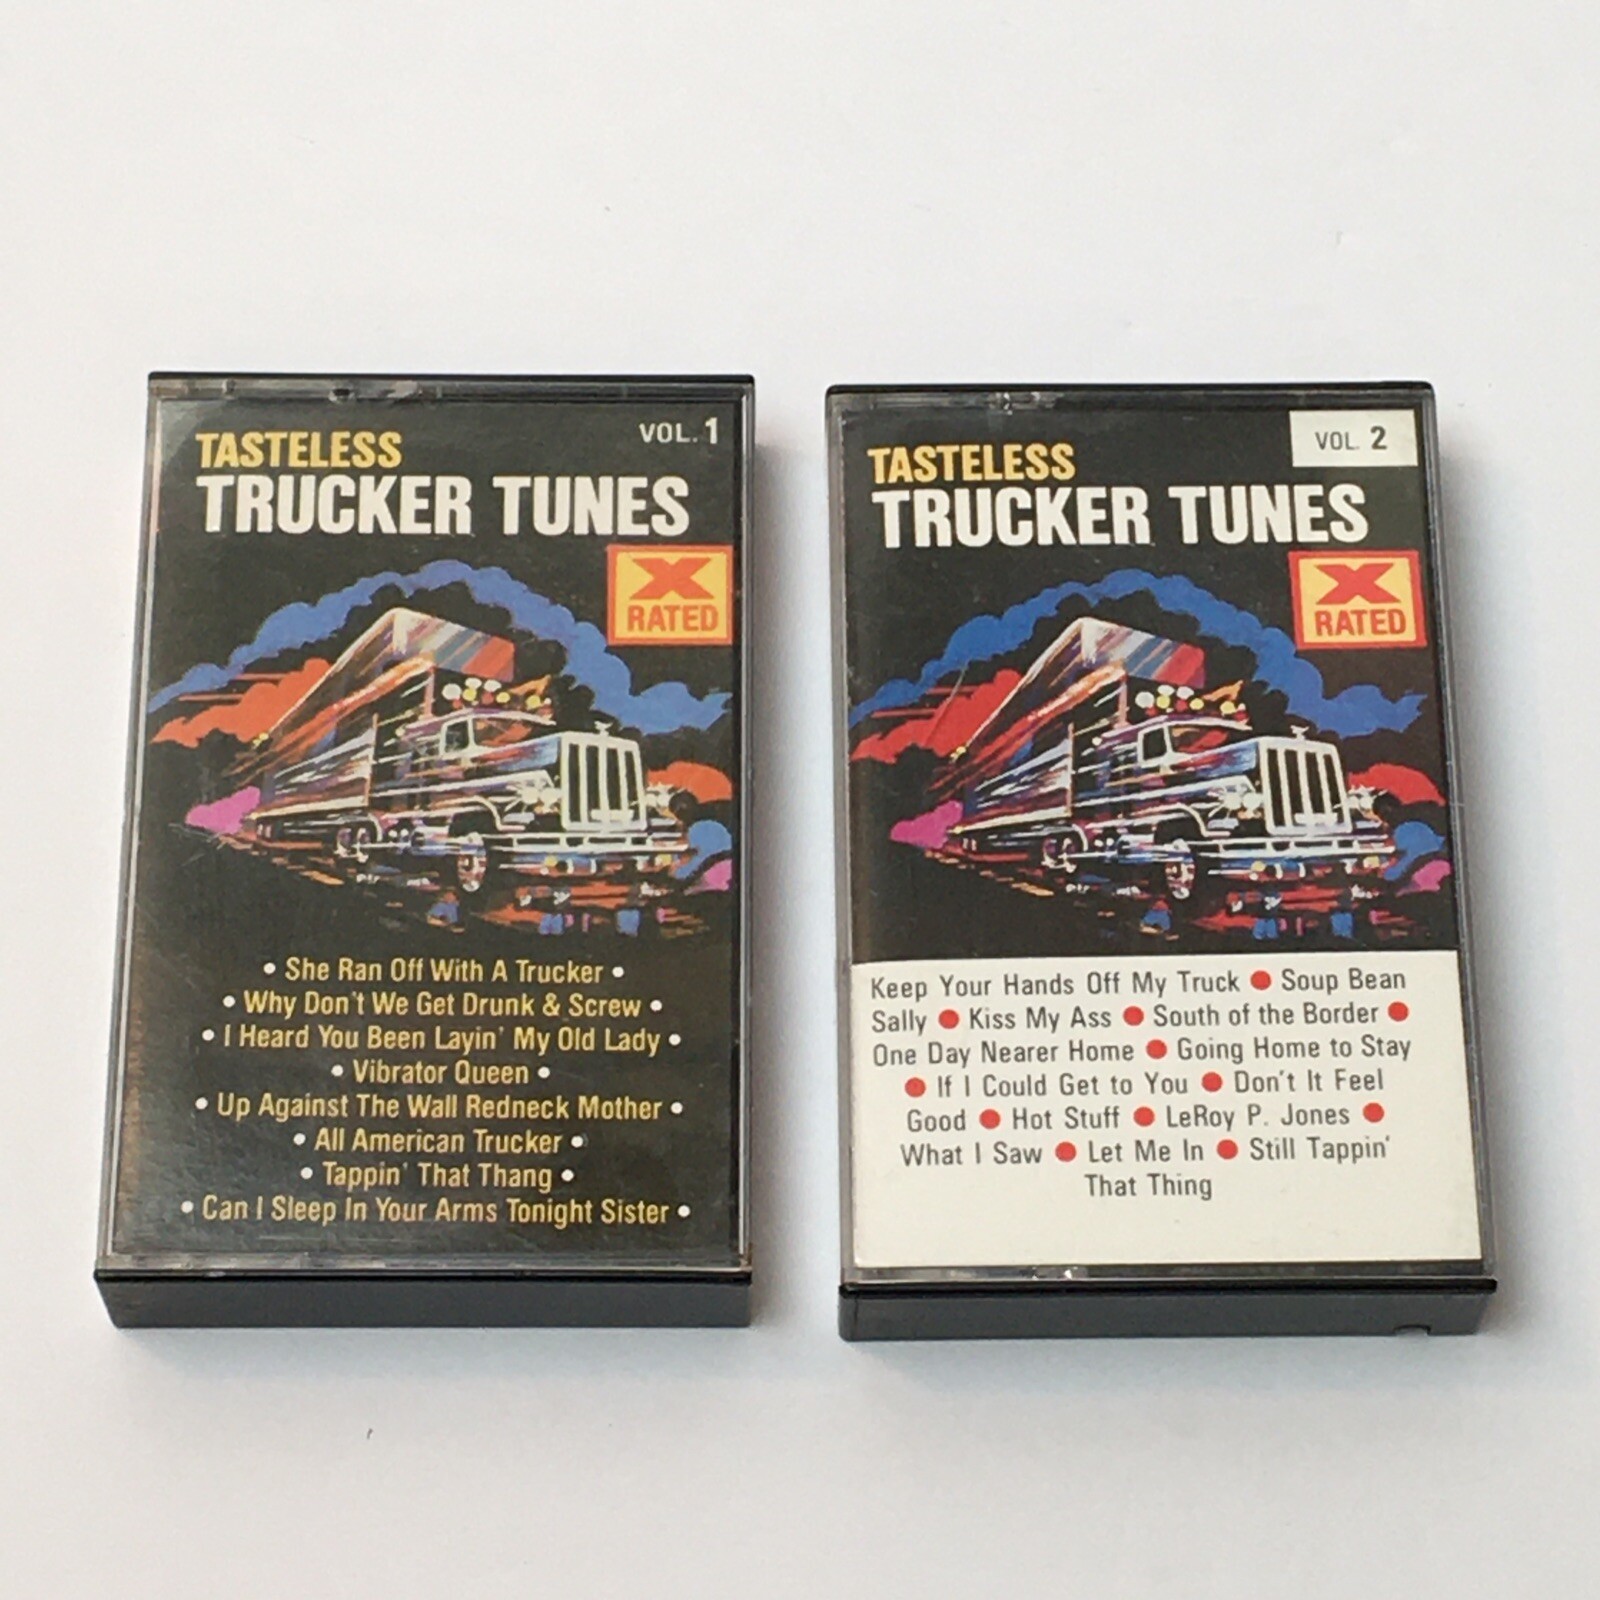 TASTELESS
VOL. 1
TRUCKER TUNES
X
RATED
• She Ran Off With A Trucker •
• Why Don't We Get Drunk & Screw •
• I Heard You Been Layin' My Old Lady •
• Vibrator Queen •
• Up Against The Wall Redneck Mother •
• All American Trucker •
• Tappin' That Thang •
• Can I Sleep In Your Arms Tonight Sister •
TASTELESS
VOL. 2
TRUCKER TUNES
X
RATED
Keep Your Hands Off My Truck ● Soup Bean
Sally ● Kiss My Ass ● South of the Border ●
One Day Nearer Home ● Going Home to Stay
● If I Could Get to You ● Don't It Feel
Good ● Hot Stuff ● LeRoy P. Jones ●
What I Saw ● Let Me In ● Still Tappin'
That Thing